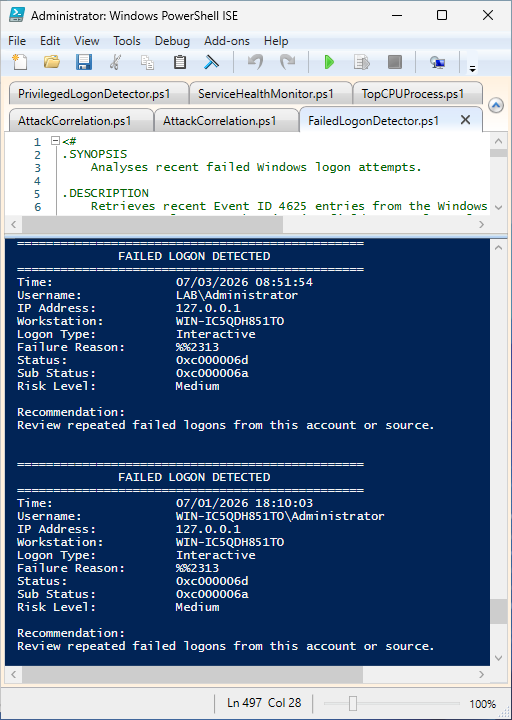 Administrator: Windows PowerShell ISE
File Edit View Tools Debug Add-ons Help
PrivilegedLogonDetector.ps1 ServiceHealthMonitor.ps1 TopCPUProcess.ps1
AttackCorrelation.ps1 AttackCorrelation.ps1 FailedLogonDetector.ps1
1 <#
2 .SYNOPSIS
3 Analyses recent failed Windows logon attempts.
4
5 .DESCRIPTION
6 Retrieves recent Event ID 4625 entries from the Windows
================================================
FAILED LOGON DETECTED
================================================
Time: 07/03/2026 08:51:54
Username: LAB\Administrator
IP Address: 127.0.0.1
Workstation: WIN-IC5QDH851TO
Logon Type: Interactive
Failure Reason: %%2313
Status: 0xc000006d
Sub Status: 0xc000006a
Risk Level: Medium
Recommendation:
Review repeated failed logons from this account or source.
================================================
FAILED LOGON DETECTED
================================================
Time: 07/01/2026 18:10:03
Username: WIN-IC5QDH851TO\Administrator
IP Address: 127.0.0.1
Workstation: WIN-IC5QDH851TO
Logon Type: Interactive
Failure Reason: %%2313
Status: 0xc000006d
Sub Status: 0xc000006a
Risk Level: Medium
Recommendation:
Review repeated failed logons from this account or source.
Ln 497 Col 28 100%